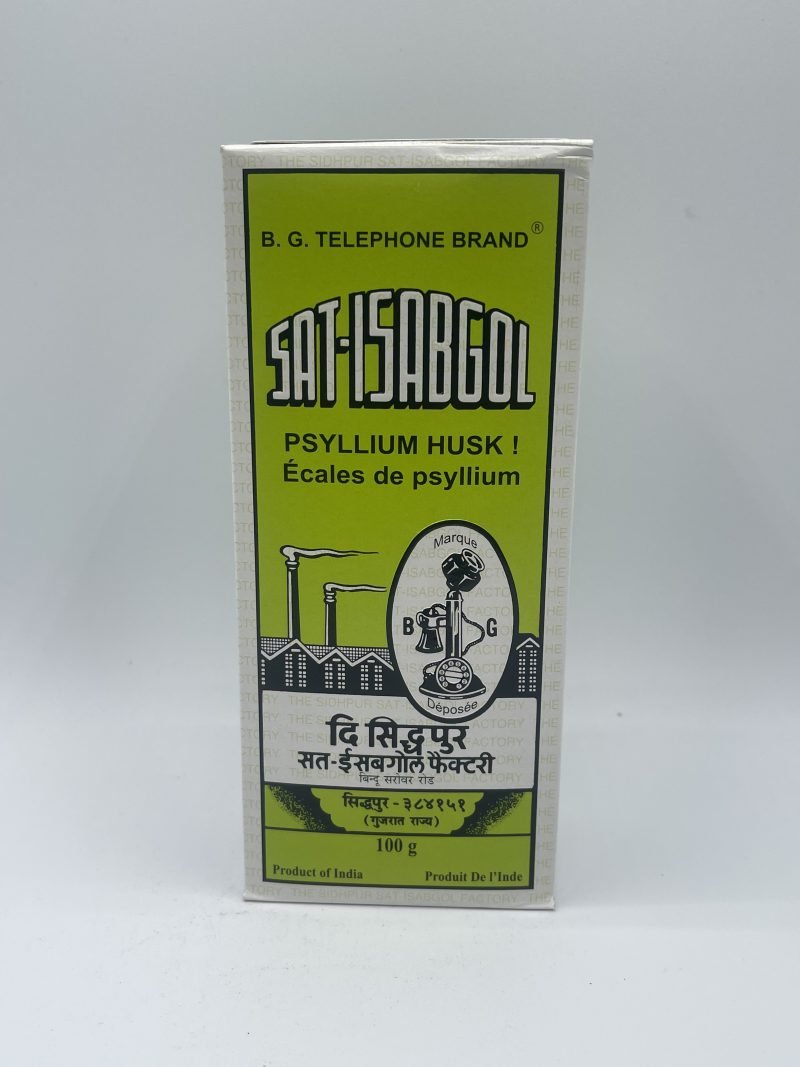 THE SIDHPUR SAT-ISABGOL FACTORY
B. G. TELEPHONE BRAND®
SAT-ISABGOL
PSYLLIUM HUSK !
Écales de psyllium
Marque
B G
Déposée
दि सिद्धपुर
सत-ईसबगोल फैक्टरी
बिन्दू सरोवर रोड
सिद्धपुर - ३८४१५१
(गुजरात राज्य)
100 g
Product of India Produit De l'Inde